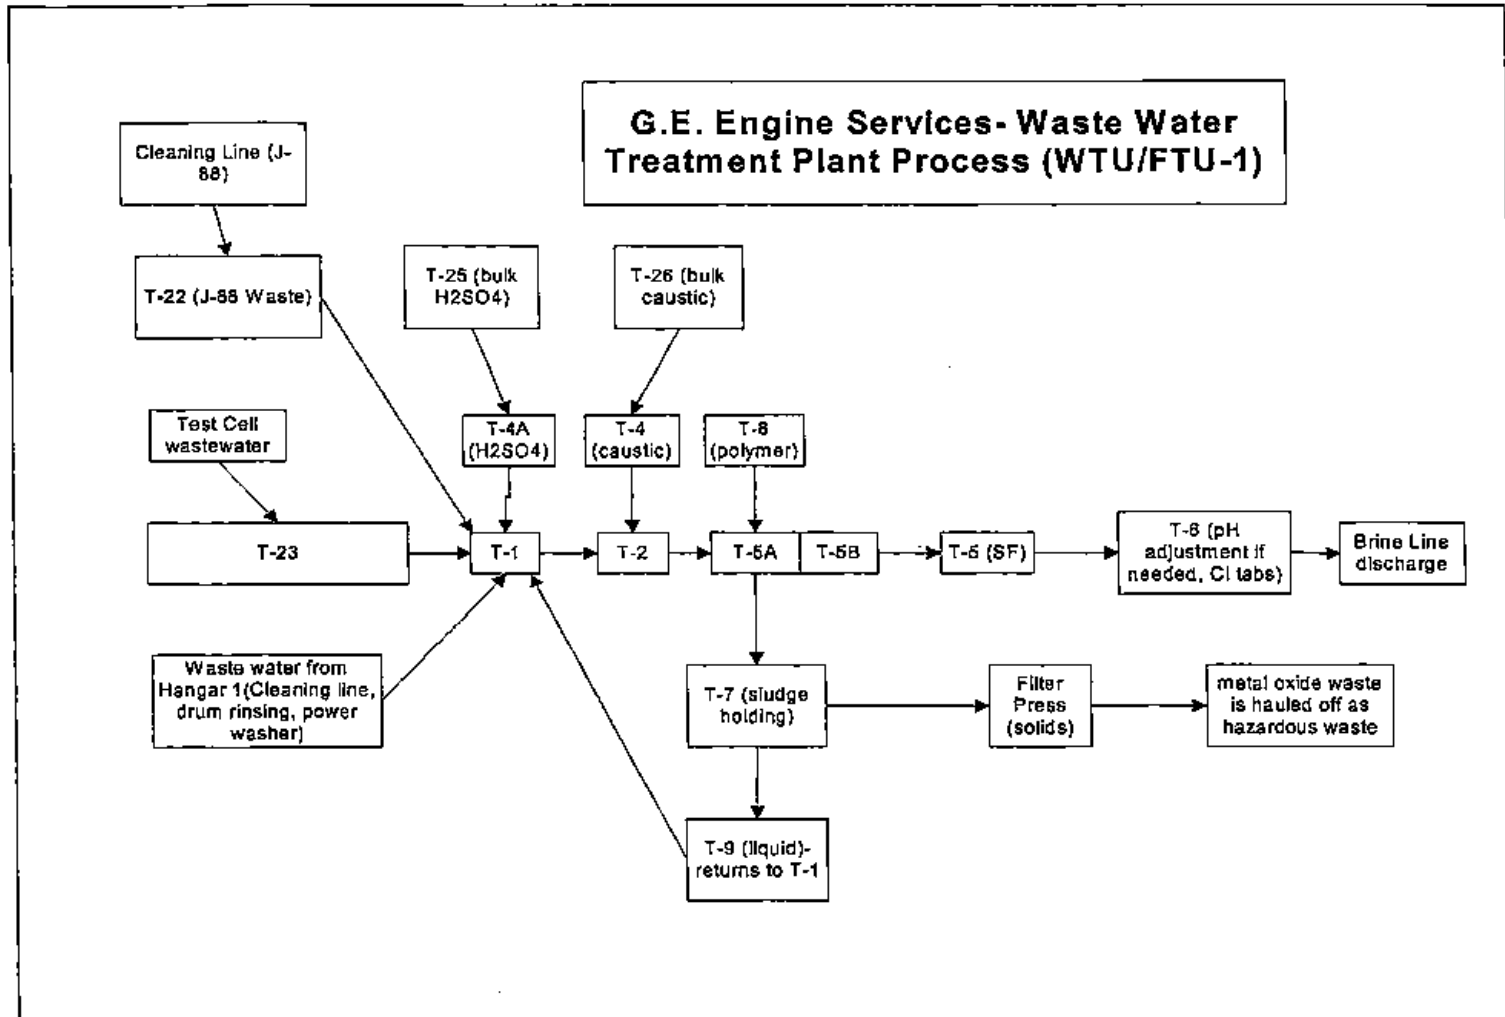 G.E. Engine Services- Waste Water
Treatment Plant Process (WTU/FTU-1)
Cleaning Line (J-
88)
T-22 (J-88 Waste)
T-25 (bulk
H2SO4)
T-26 (bulk
caustic)
Test Cell
wastewater
T-4A
(H2SO4)
T-4
(caustic)
T-8
(polymer)
T-23
T-1
T-2
T-5A
T-5B
T-5 (SF)
T-6 (pH
adjustment if
needed, Cl tabs)
Brine Line
discharge
Waste water from
Hangar 1(Cleaning line,
drum rinsing, power
washer)
T-7 (sludge
holding)
Filter
Press
(solids)
metal oxide waste
is hauled off as
hazardous waste
T-9 (liquid)-
returns to T-1